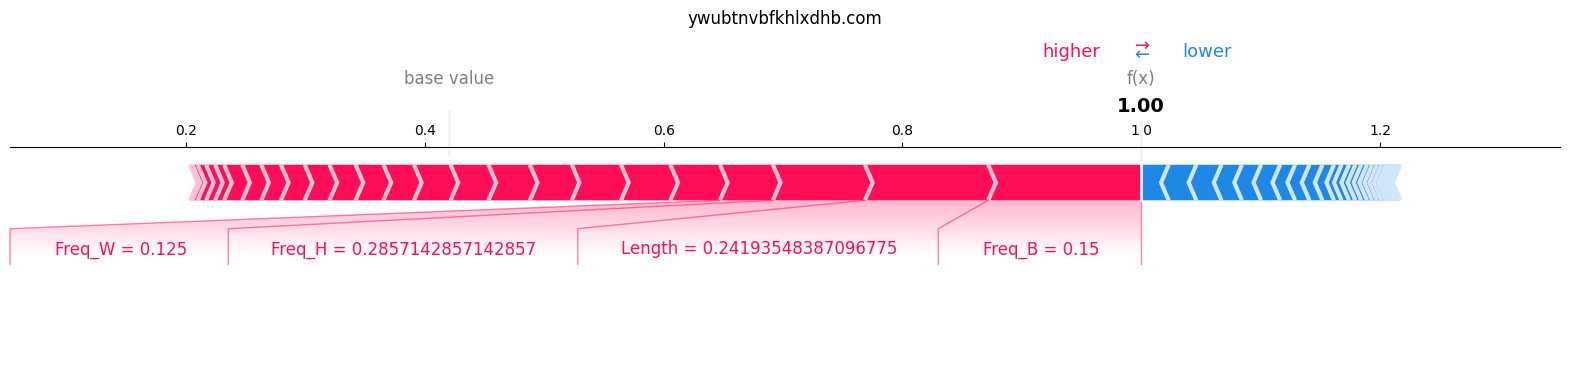 ywubtnvbfkhlxdhb.com
higher ⇄ lower
base value f(x)
1.00
0.2 0.4 0.6 0.8 1.0 1.2
Freq_W = 0.125 Freq_H = 0.2857142857142857 Length = 0.24193548387096775 Freq_B = 0.15